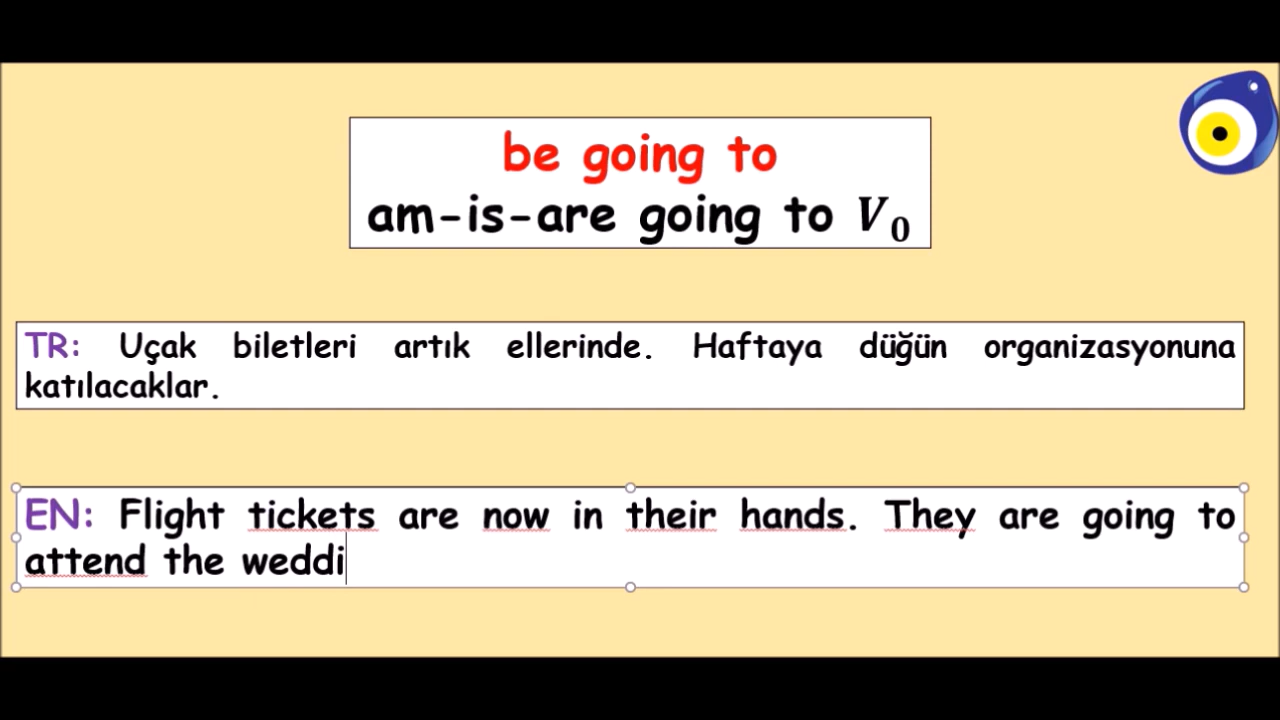 be going to
am-is-are going to V₀
TR: Uçak biletleri artık ellerinde. Haftaya düğün organizasyonuna
katılacaklar.
EN: Flight tickets are now in their hands. They are going to
attend the weddi